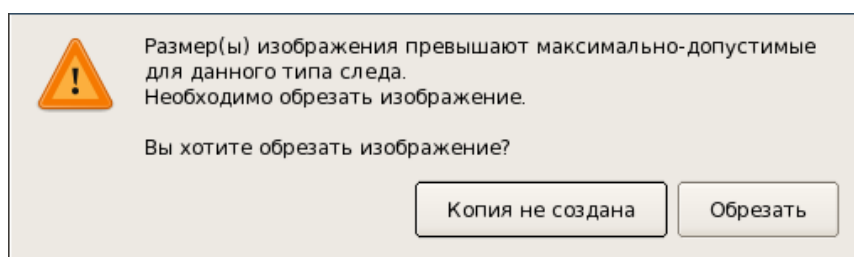 Размер(ы) изображения превышают максимально-допустимые
для данного типа следа.
Необходимо обрезать изображение.
Вы хотите обрезать изображение?
Копия не создана
Обрезать